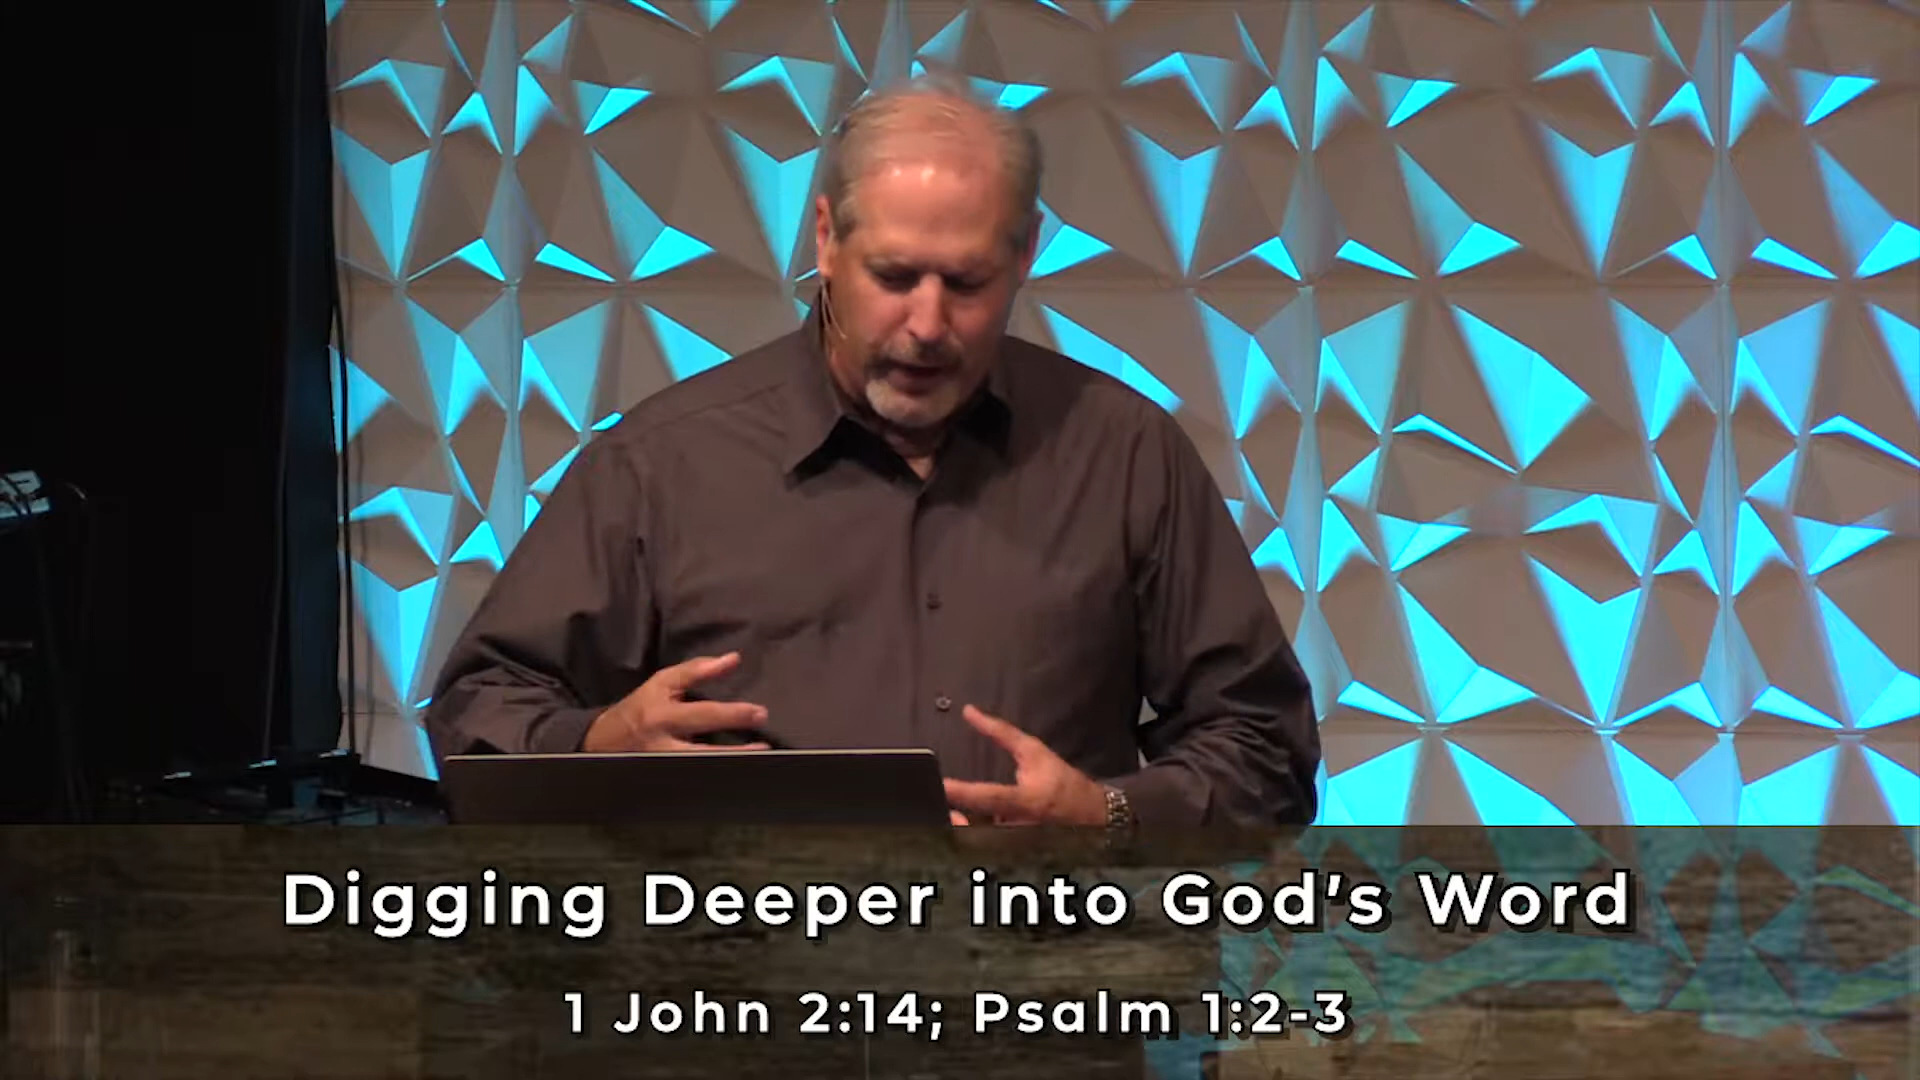 Digging Deeper into God's Word
1 John 2:14; Psalm 1:2-3